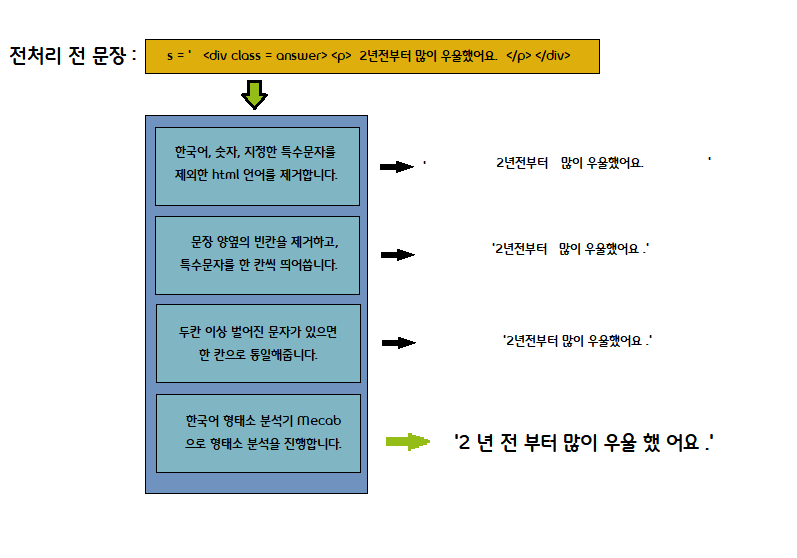 전처리 전 문장 :
s = ' <div class = answer> <p> 2년전부터 많이 우울했어요. </p> </div>
한국어, 숫자, 지정한 특수문자를
제외한 html 언어를 제거합니다.
' 2년전부터 많이 우울했어요. '
문장 양옆의 빈칸을 제거하고,
특수문자를 한 칸씩 띄어씁니다.
'2년전부터 많이 우울했어요 .'
두칸 이상 벌어진 문자가 있으면
한 칸으로 통일해줍니다.
'2년전부터 많이 우울했어요 .'
한국어 형태소 분석기 Mecab
으로 형태소 분석을 진행합니다.
'2 년 전 부터 많이 우울 했 어요 .'